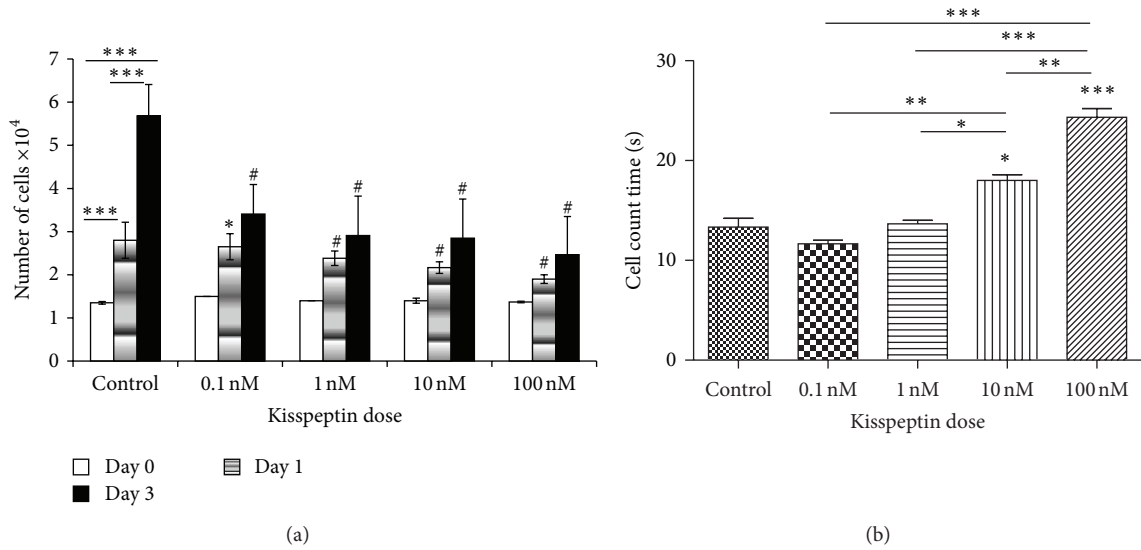 ***
***
***
*
#
#
#
#
#
#
#
7
6
5
4
3
2
1
0
Number of cells ×10⁴
Control
0.1 nM
1 nM
10 nM
100 nM
Kisspeptin dose
Day 0
Day 1
Day 3
(a)
***
***
**
**
*
*
***
30
20
10
0
Cell count time (s)
Control
0.1 nM
1 nM
10 nM
100 nM
Kisspeptin dose
(b)